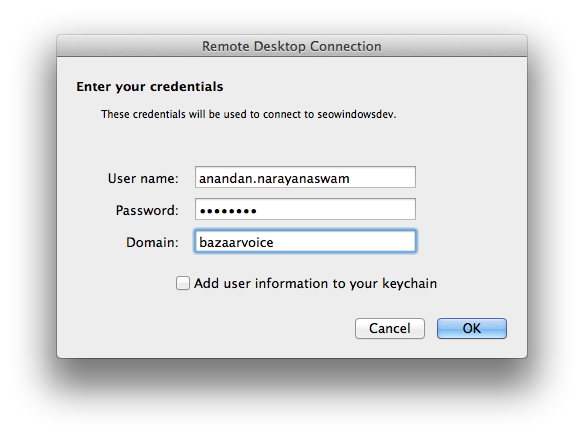 Remote Desktop Connection
Enter your credentials
These credentials will be used to connect to seowindowsdev.
User name: anandan.narayanaswam
Password: ••••••••
Domain: bazaarvoice
Add user information to your keychain
Cancel OK